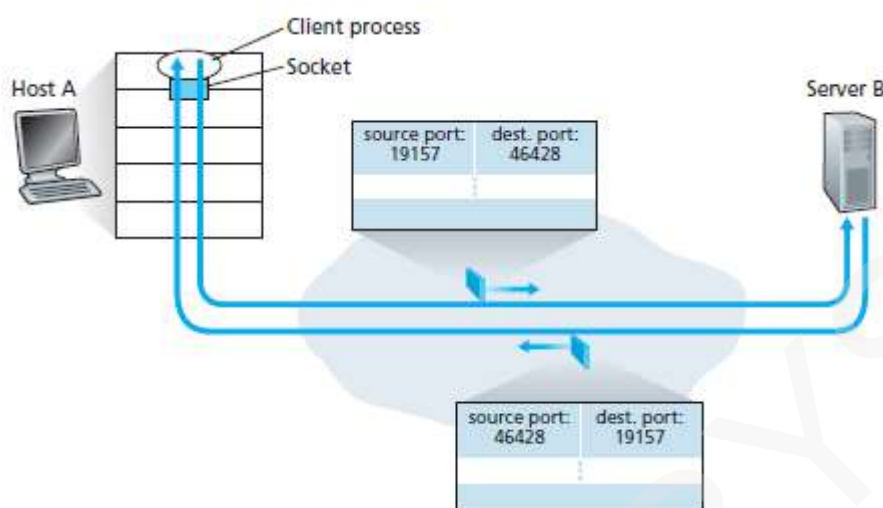 Client process
Socket
Host A
Server B
source port: dest. port:
19157 46428
source port: dest. port:
46428 19157